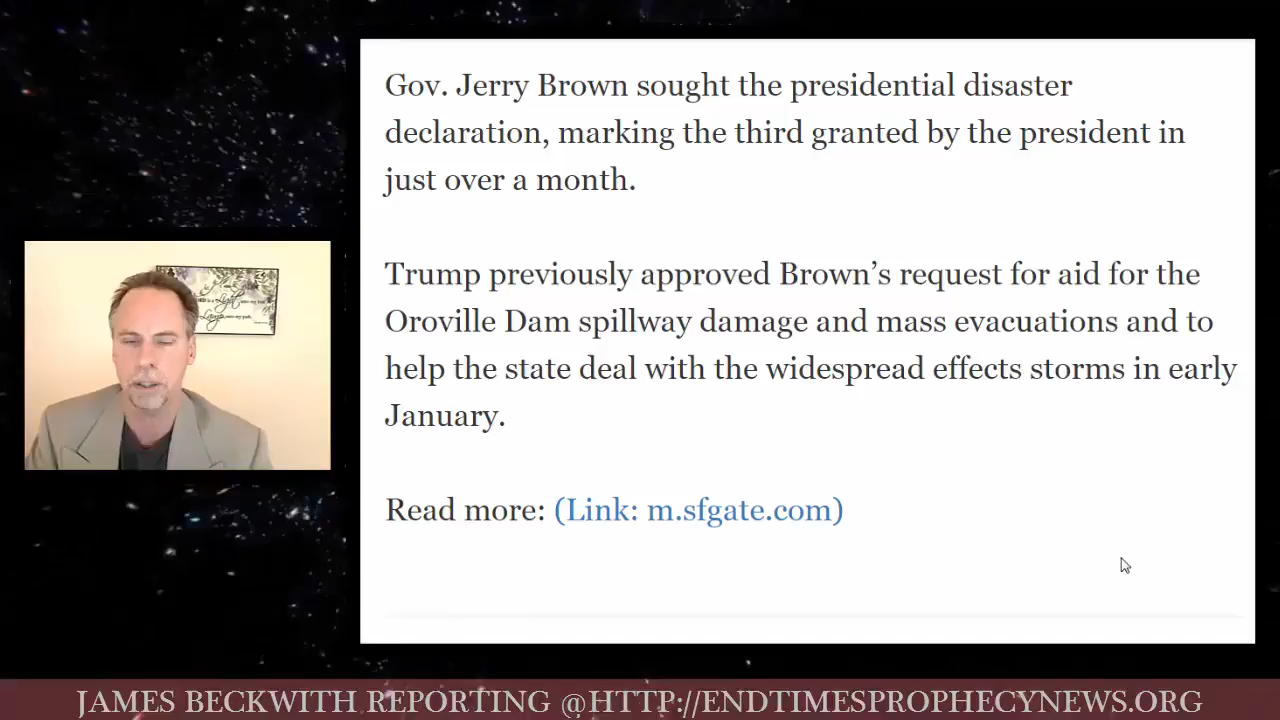 Gov. Jerry Brown sought the presidential disaster
declaration, marking the third granted by the president in
just over a month.
Trump previously approved Brown’s request for aid for the
Oroville Dam spillway damage and mass evacuations and to
help the state deal with the widespread effects storms in early
January.
Read more: (Link: m.sfgate.com)
Light
Lamp
JAMES BECKWITH REPORTING @HTTP://ENDTIMESPROPHECYNEWS.ORG